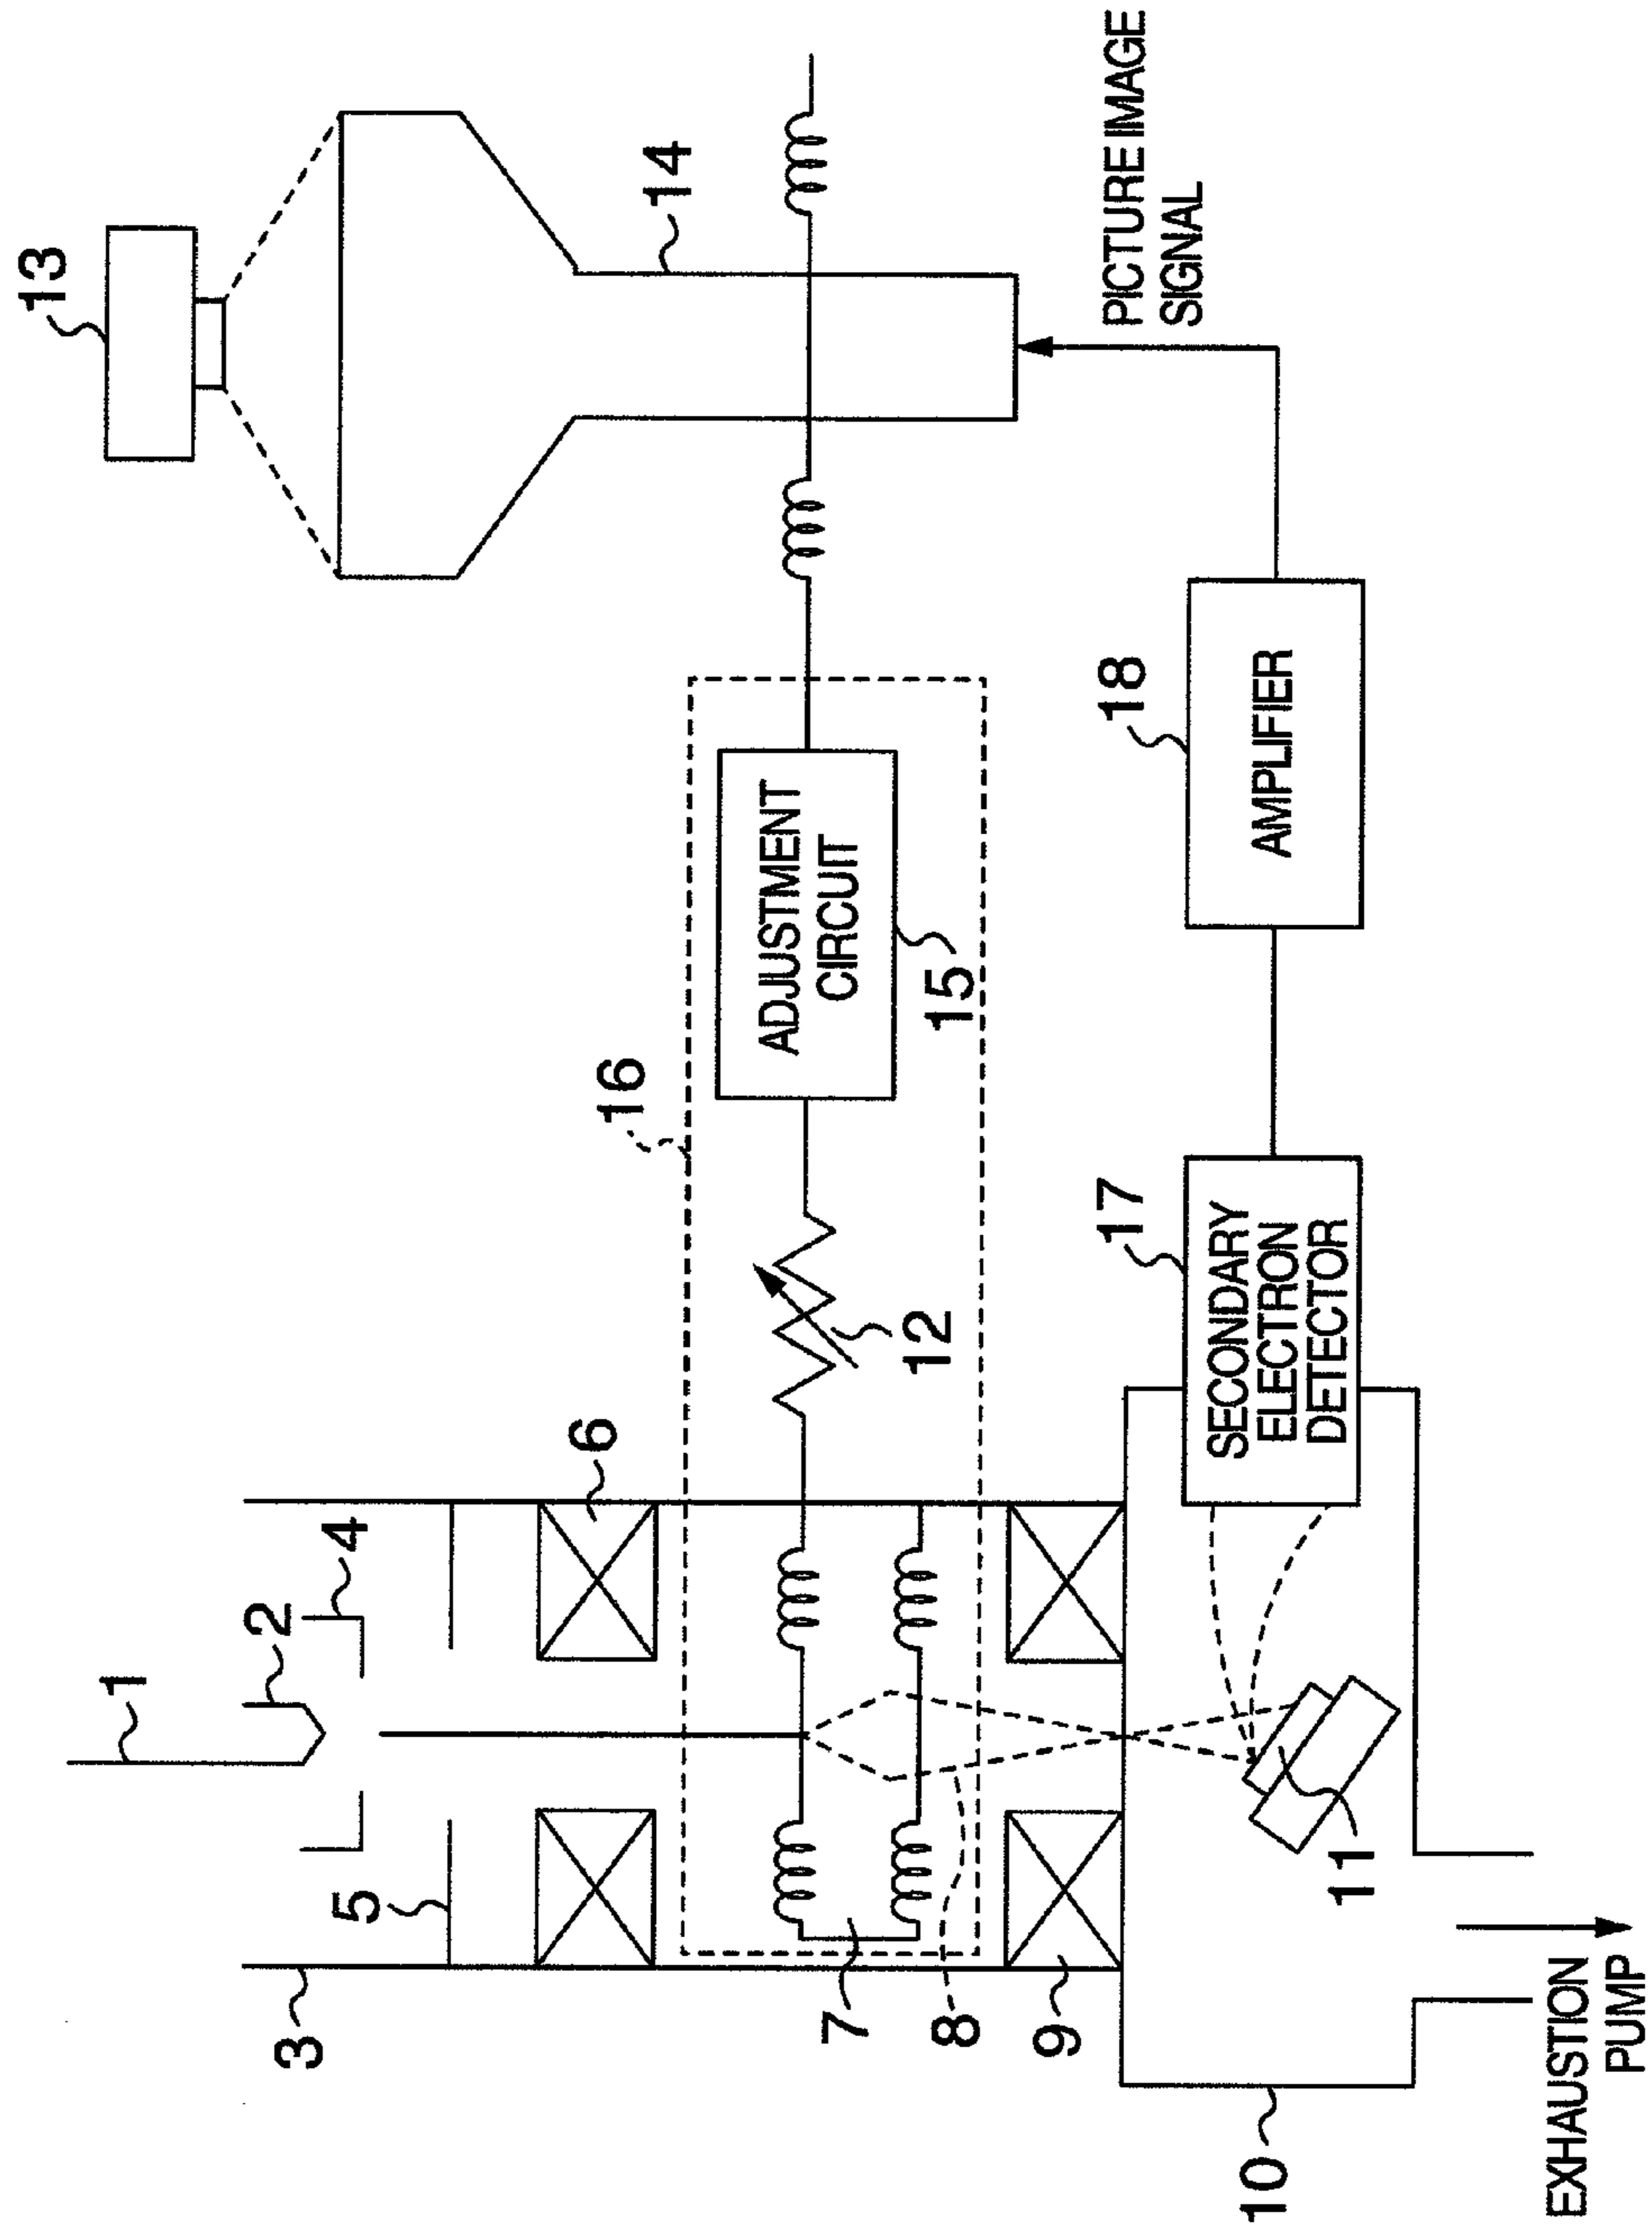 13
14
PICTURE IMAGE
SIGNAL
16
ADJUSTMENT
CIRCUIT
15
18
AMPLIFIER
12
17
SECONDARY
ELECTRON
DETECTOR
1
2
4
6
5
3
7
8
9
11
10
EXHAUSTION
PUMP